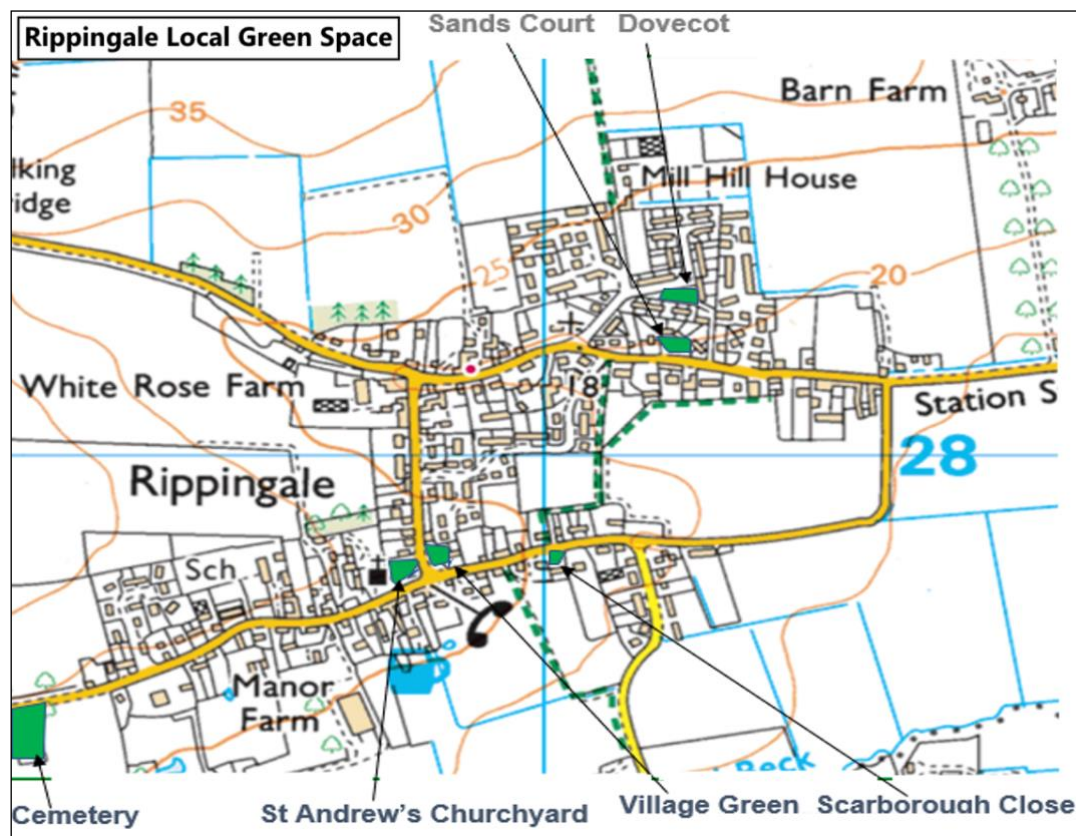 Rippingale Local Green Space
Sands Court
Dovecot
Barn Farm
35
Mill Hill House
30
25
20
White Rose Farm
18
Station S
28
Rippingale
Sch
Manor
Farm
Beck
Cemetery
St Andrew's Churchyard
Village Green
Scarborough Close